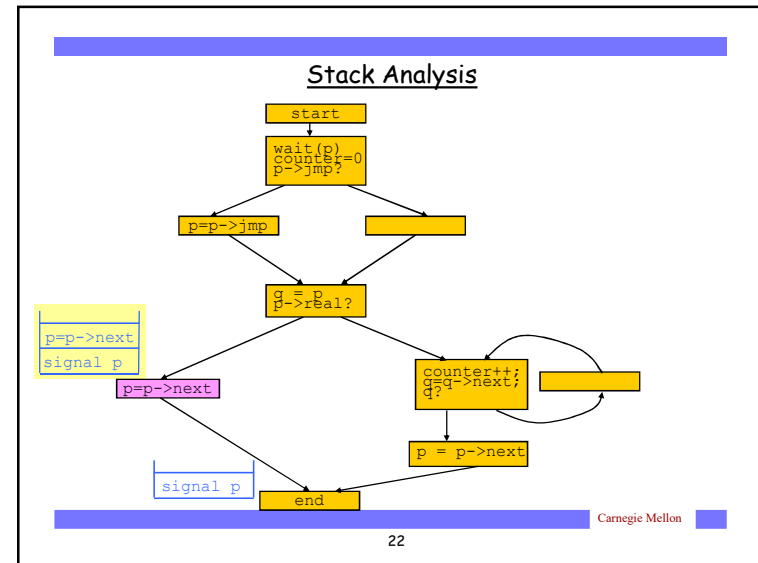 Stack Analysis
start
wait(p)
counter=0
p->jmp?
p=p->jmp
q = p
p->real?
p=p->next
signal p
p=p->next
counter++;
q=q->next;
q?
p = p->next
signal p
end
Carnegie Mellon
22